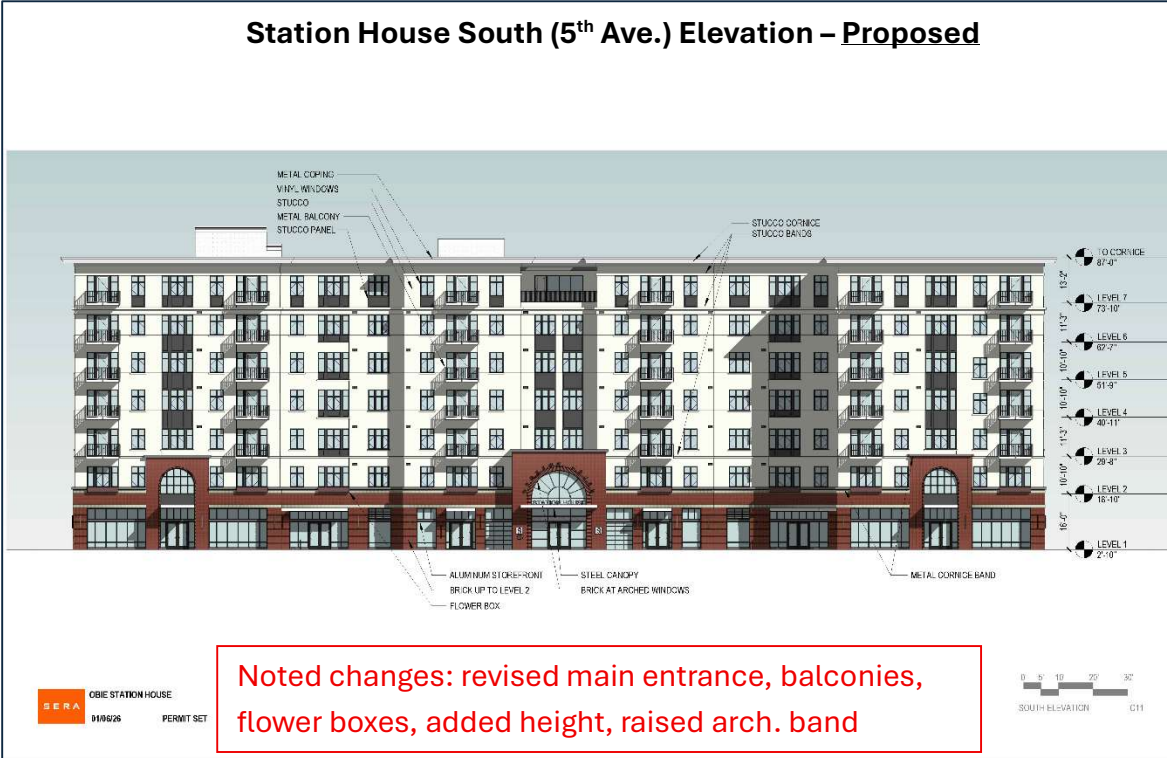 Station House South (5th Ave.) Elevation – Proposed
METAL COPING
VINYL WINDOWS
STUCCO
METAL BALCONY
STUCCO PANEL
STUCCO CORNICE
STUCCO BANDS
TO CORNICE
87'-0"
13'-2"
LEVEL 7
73'-10"
11'-3"
LEVEL 6
62'-7"
10'-10"
LEVEL 5
51'-9"
10'-10"
LEVEL 4
40'-11"
11'-3"
LEVEL 3
29'-8"
10'-10"
LEVEL 2
18'-10"
16'-0"
LEVEL 1
2'-10"
STATION HOUSE
ALUMINUM STOREFRONT
BRICK UP TO LEVEL 2
FLOWER BOX
STEEL CANOPY
BRICK AT ARCHED WINDOWS
METAL CORNICE BAND
Noted changes: revised main entrance, balconies,
flower boxes, added height, raised arch. band
SERA
OBIE STATION HOUSE
01/06/26 PERMIT SET
0 5' 10' 20' 30'
SOUTH ELEVATION C11